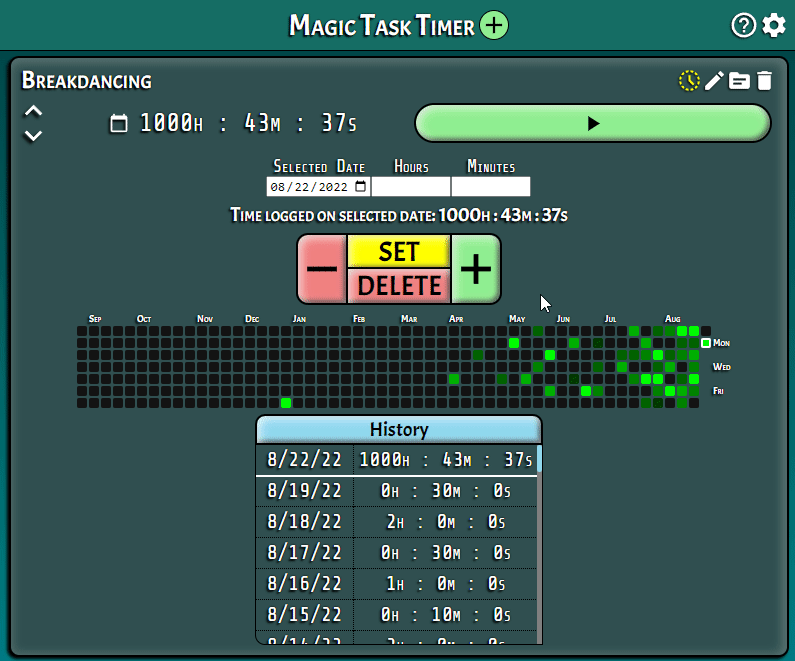 Magic Task Timer
Breakdancing
1000H : 43M : 37S
Selected Date Hours Minutes
08/22/2022
Time logged on selected date: 1000H : 43M : 37S
SET
DELETE
Sep Oct Nov Dec Jan Feb Mar Apr May Jun Jul Aug
Mon
Wed
Fri
History
8/22/22 1000H : 43M : 37S
8/19/22 0H : 30M : 0S
8/18/22 2H : 0M : 0S
8/17/22 0H : 30M : 0S
8/16/22 1H : 0M : 0S
8/15/22 0H : 10M : 0S